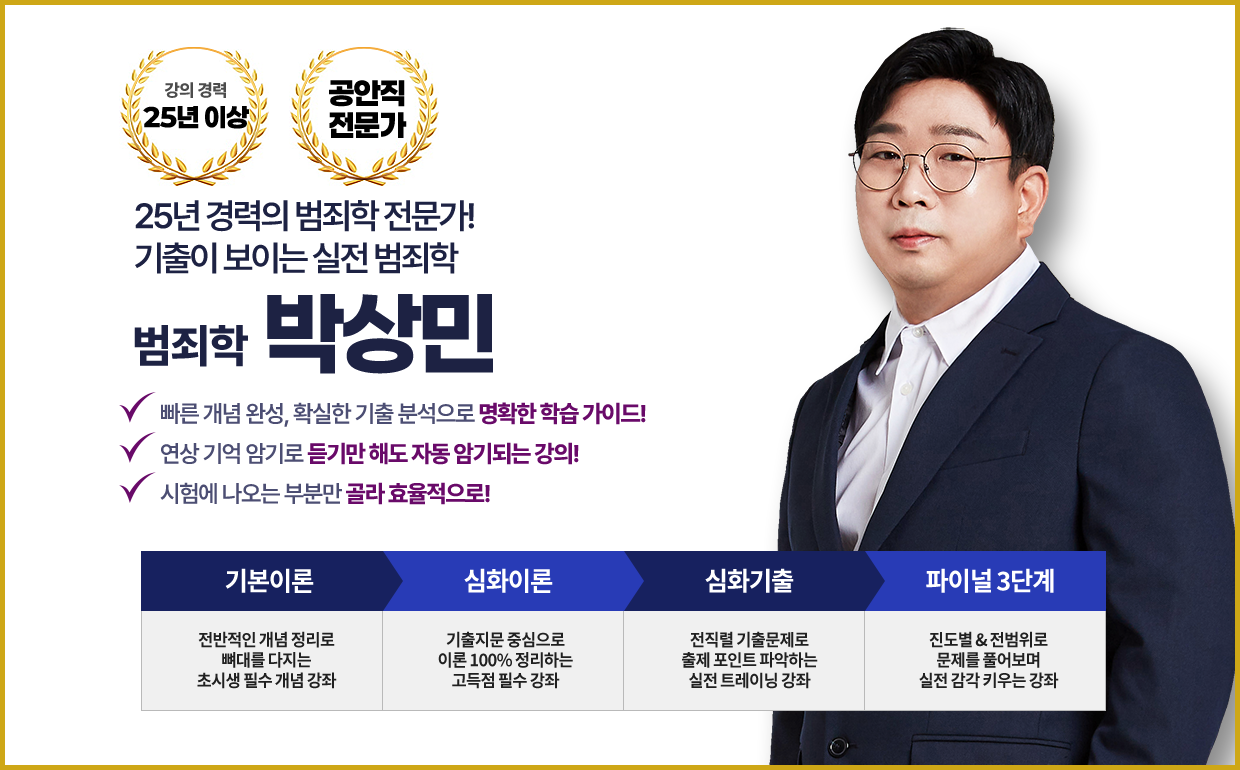 강의 경력
25년 이상
공안직
전문가
25년 경력의 범죄학 전문가!
기출이 보이는 실전 범죄학
범죄학 박상민
빠른 개념 완성, 확실한 기출 분석으로 명확한 학습 가이드!
연상 기억 암기로 듣기만 해도 자동 암기되는 강의!
시험에 나오는 부분만 골라 효율적으로!
기본이론
전반적인 개념 정리로
뼈대를 다지는
초시생 필수 개념 강좌
심화이론
기출지문 중심으로
이론 100% 정리하는
고득점 필수 강좌
심화기출
전직렬 기출문제로
출제 포인트 파악하는
실전 트레이닝 강좌
파이널 3단계
진도별 & 전범위로
문제를 풀어보며
실전 감각 키우는 강좌